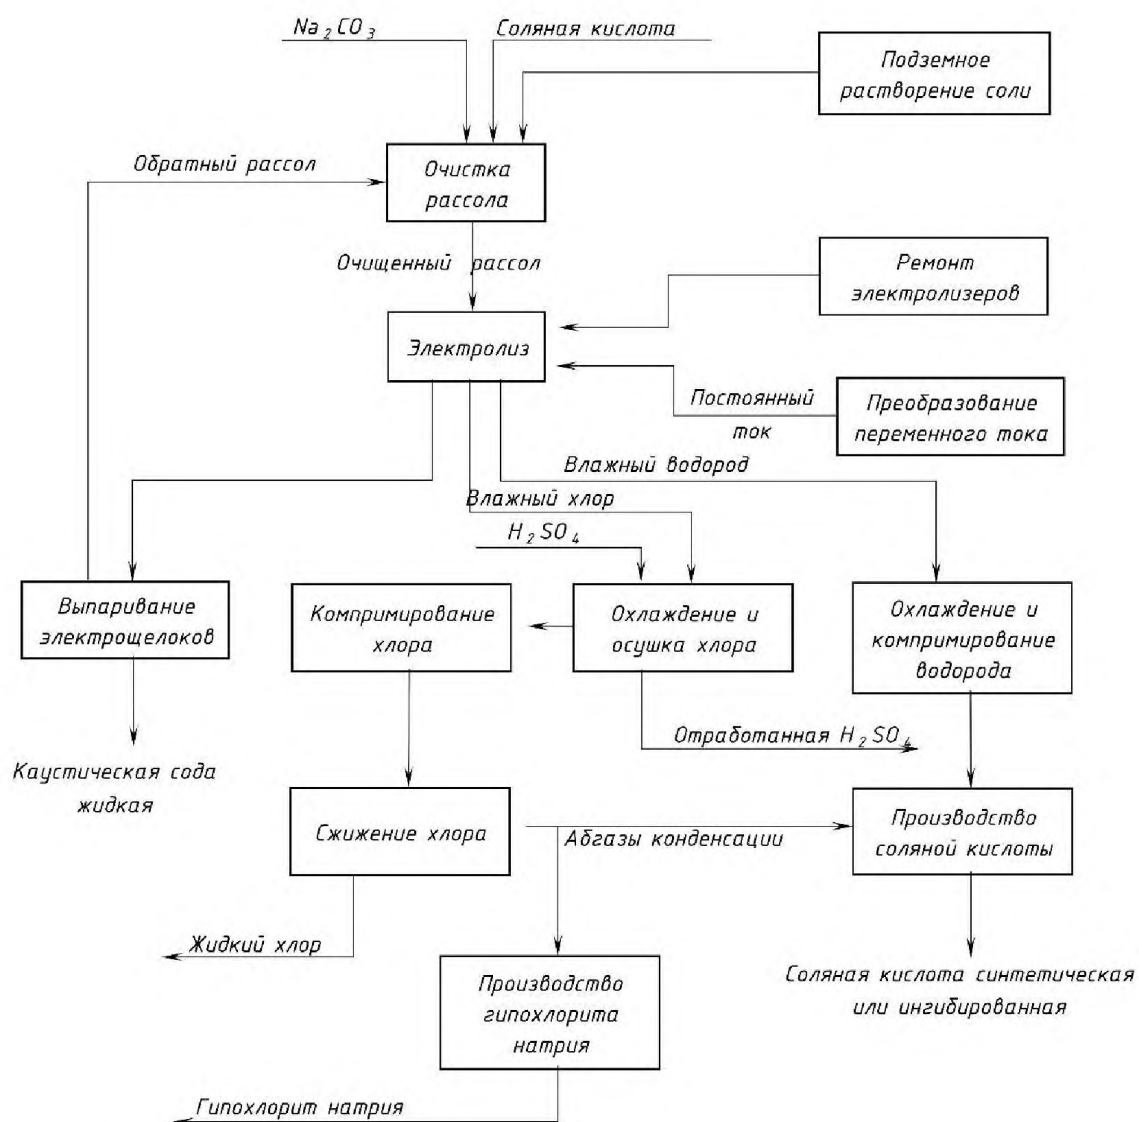 Na₂CO₃
Соляная кислота
Подземное
растворение соли
Обратный рассол
Очистка
рассола
Очищенный рассол
Ремонт
электролизеров
Электролиз
Постоянный
ток
Преобразование
переменного тока
Влажный водород
Влажный хлор
H₂SO₄
Выпаривание
электрощелоков
Компримирование
хлора
Охлаждение и
осушка хлора
Охлаждение и
компримирование
водорода
Отработанная H₂SO₄
Каустическая сода
жидкая
Сжижение хлора
Абгазы конденсации
Производство
соляной кислоты
Жидкий хлор
Производство
гипохлорита
натрия
Соляная кислота синтетическая
или ингибированная
Гипохлорит натрия